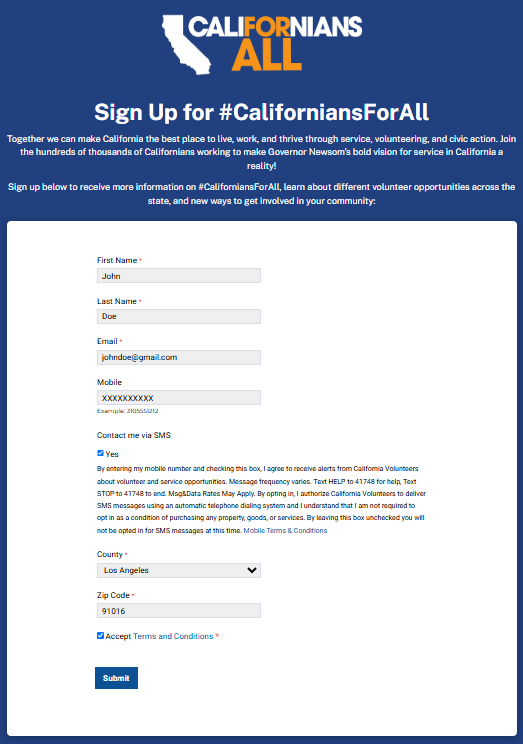 CALIFORNIANS
ALL
Sign Up for #CaliforniansForAll
Together we can make California the best place to live, work, and thrive through service, volunteering, and civic action. Join
the hundreds of thousands of Californians working to make Governor Newsom's bold vision for service in California a
reality!
Sign up below to receive more information on #CaliforniansForAll, learn about different volunteer opportunities across the
state, and new ways to get involved in your community:
First Name *
John
Last Name *
Doe
Email *
johndoe@gmail.com
Mobile
XXXXXXXXXX
Example: 3105551212
Contact me via SMS
Yes
By entering my mobile number and checking this box, I agree to receive alerts from California Volunteers
about volunteer and service opportunities. Message frequency varies. Text HELP to 41748 for help, Text
STOP to 41748 to end. Msg&Data Rates May Apply. By opting in, I authorize California Volunteers to deliver
SMS messages using an automatic telephone dialing system and I understand that I am not required to
opt in as a condition of purchasing any property, goods, or services. By leaving this box unchecked you will
not be opted in for SMS messages at this time. Mobile Terms & Conditions
County *
Los Angeles
Zip Code *
91016
Accept Terms and Conditions *
Submit